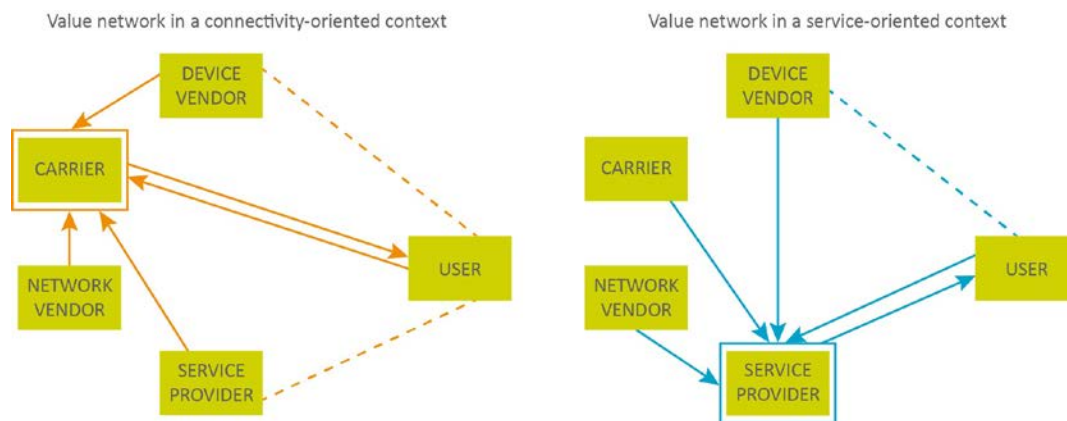 Value network in a connectivity-oriented context
DEVICE
VENDOR
CARRIER
USER
NETWORK
VENDOR
SERVICE
PROVIDER
Value network in a service-oriented context
DEVICE
VENDOR
CARRIER
USER
NETWORK
VENDOR
SERVICE
PROVIDER